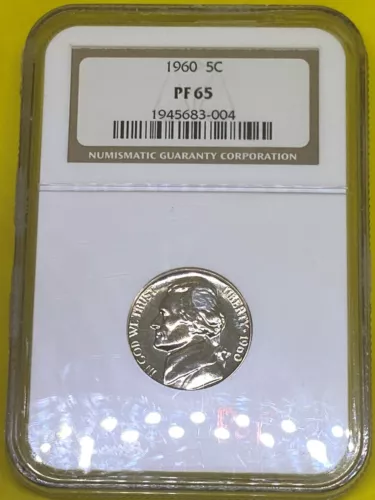 1960 5C
PF 65
1945683-004
NUMISMATIC GUARANTY CORPORATION
IN GOD WE TRUST
LIBERTY 1960